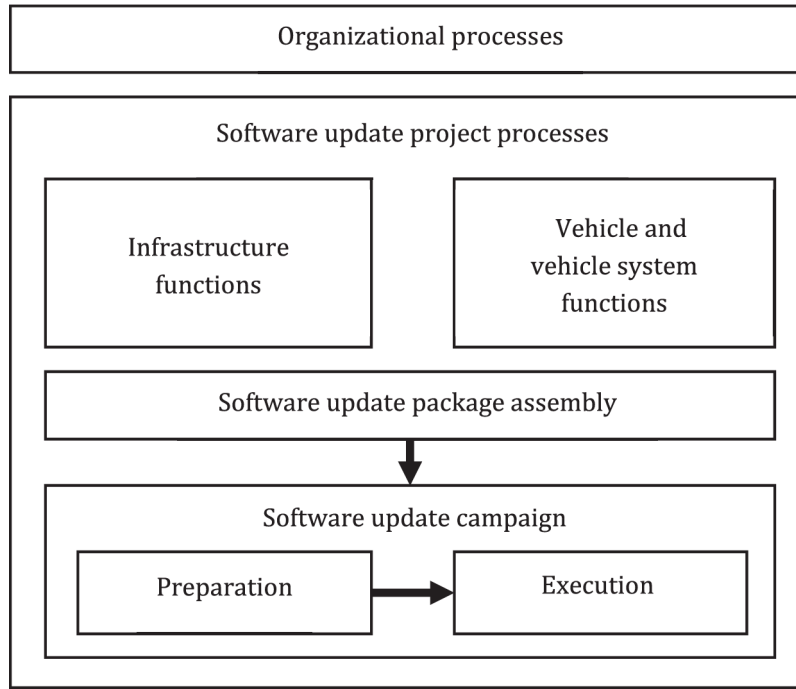 Organizational processes
Software update project processes
Infrastructure
functions
Vehicle and
vehicle system
functions
Software update package assembly
Software update campaign
Preparation
Execution